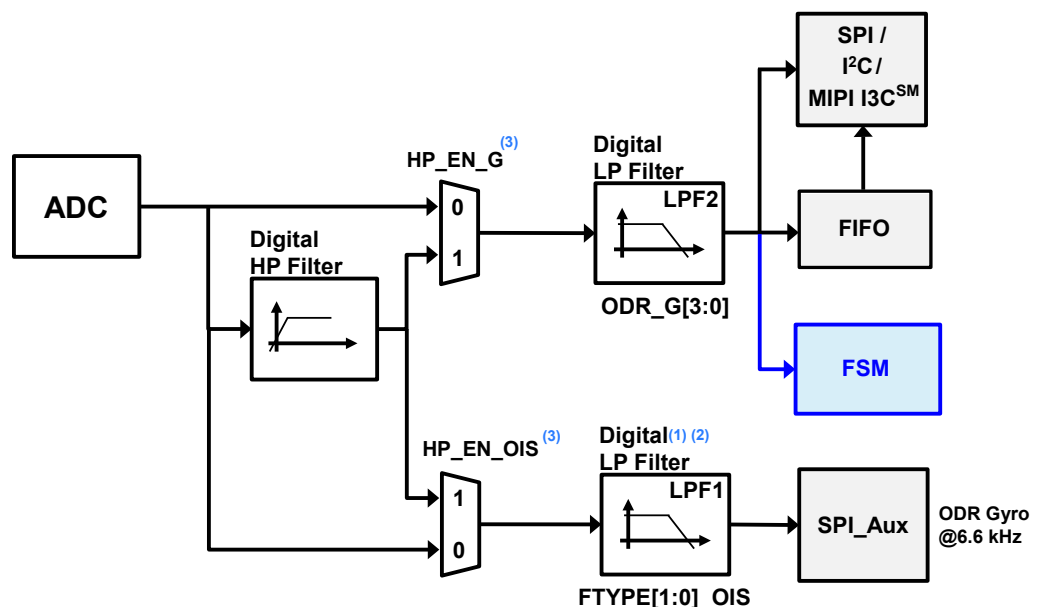 SPI /
I²C /
MIPI I3Cˢᴹ
ADC
HP_EN_G (3)
0
1
Digital
LP Filter
LPF2
ODR_G[3:0]
FIFO
Digital
HP Filter
FSM
HP_EN_OIS (3)
1
0
Digital (1) (2)
LP Filter
LPF1
FTYPE[1:0]_OIS
SPI_Aux
ODR Gyro
@6.6 kHz